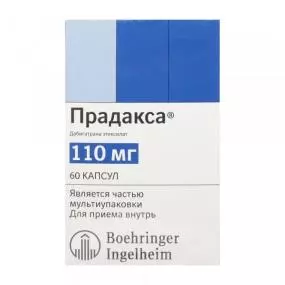 Прадакса®
Дабигатрана этексилат
110 мг
60 КАПСУЛ
Является частью
мультиупаковки
Для приема внутрь
Boehringer
Ingelheim